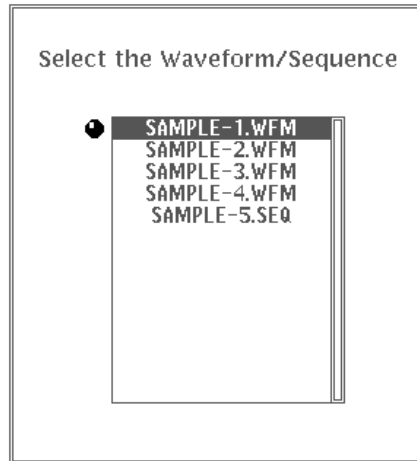 Select the Waveform/Sequence
SAMPLE-1.WFM
SAMPLE-2.WFM
SAMPLE-3.WFM
SAMPLE-4.WFM
SAMPLE-5.SEQ